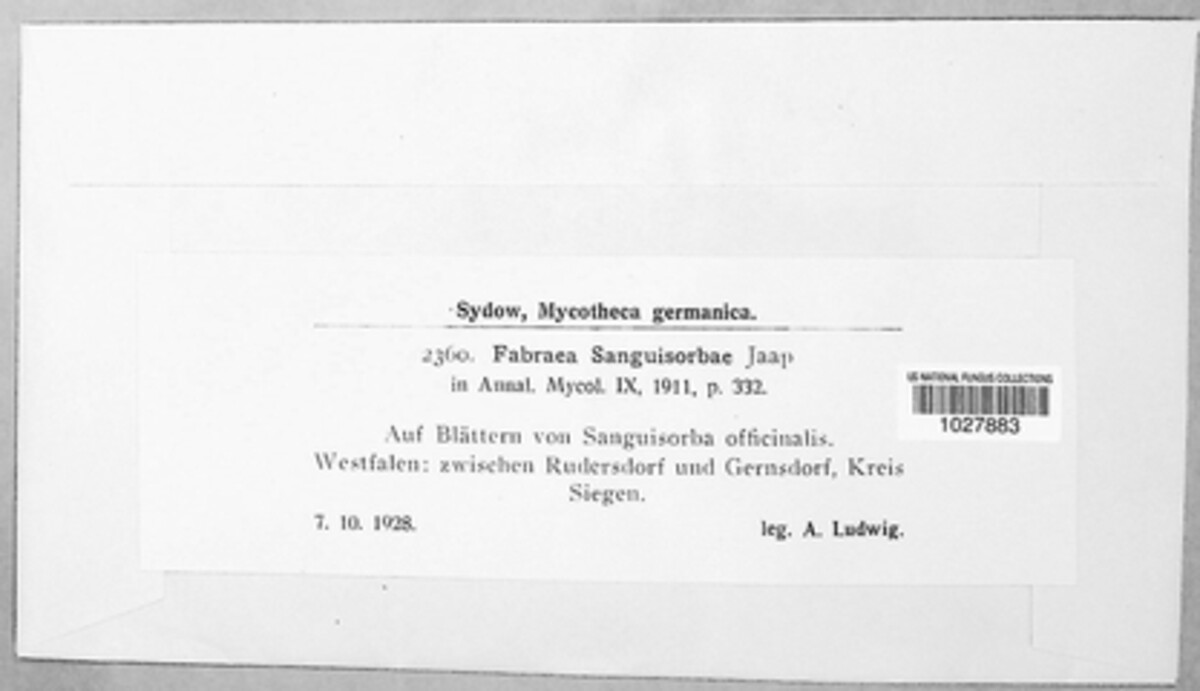 Sydow, Mycotheca germanica.
2360. Fabraea Sanguisorbae Jaap
in Annal. Mycol. IX, 1911, p. 332.
US NATIONAL FUNGUS COLLECTIONS
1027883
Auf Blättern von Sanguisorba officinalis.
Westfalen: zwischen Rudersdorf und Gernsdorf, Kreis
Siegen.
7. 10. 1928. leg. A. Ludwig.